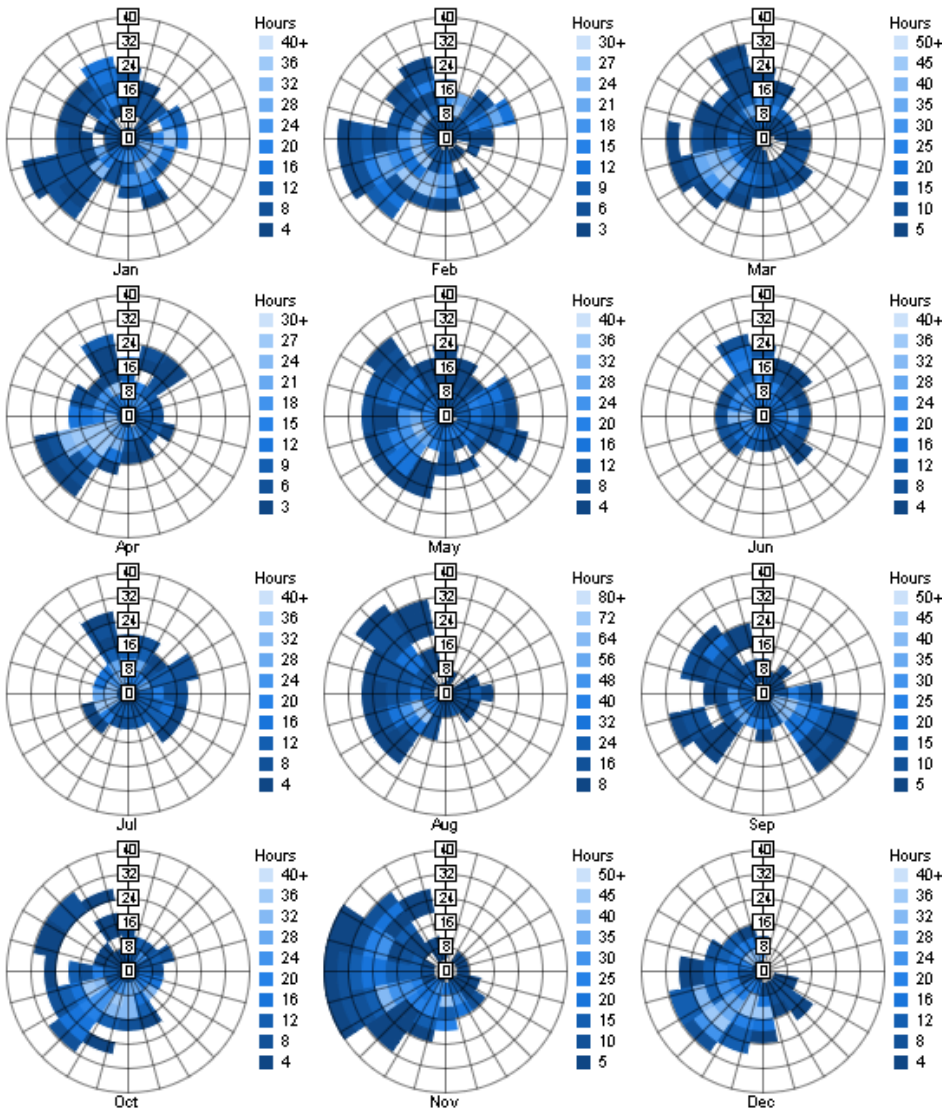 40 Hours 40 Hours 40 Hours
32 40+ 32 30+ 32 50+
36 27 45
24 32 24 24 24 40
28 21 35
16 24 16 18 16 30
20 15 25
8 16 8 12 8 20
12 9 15
0 8 0 6 0 10
4 3 5
Jan Feb Mar
40 Hours 40 Hours 40 Hours
32 30+ 32 40+ 32 40+
27 36 36
24 24 24 32 24 32
21 28 28
16 18 16 24 16 24
15 20 20
8 12 8 16 8 16
9 12 12
0 6 0 8 0 8
3 4 4
Apr May Jun
40 Hours 40 Hours 40 Hours
32 40+ 32 80+ 32 50+
36 72 45
24 32 24 64 24 40
28 56 35
16 24 16 48 16 30
20 40 25
8 16 8 32 8 20
12 24 15
0 8 0 16 0 10
4 8 5
Jul Aug Sep
40 Hours 40 Hours 40 Hours
32 40+ 32 50+ 32 40+
36 45 36
24 32 24 40 24 32
28 35 28
16 24 16 30 16 24
20 25 20
8 16 8 20 8 16
12 15 12
0 8 0 10 0 8
4 5 4
Oct Nov Dec